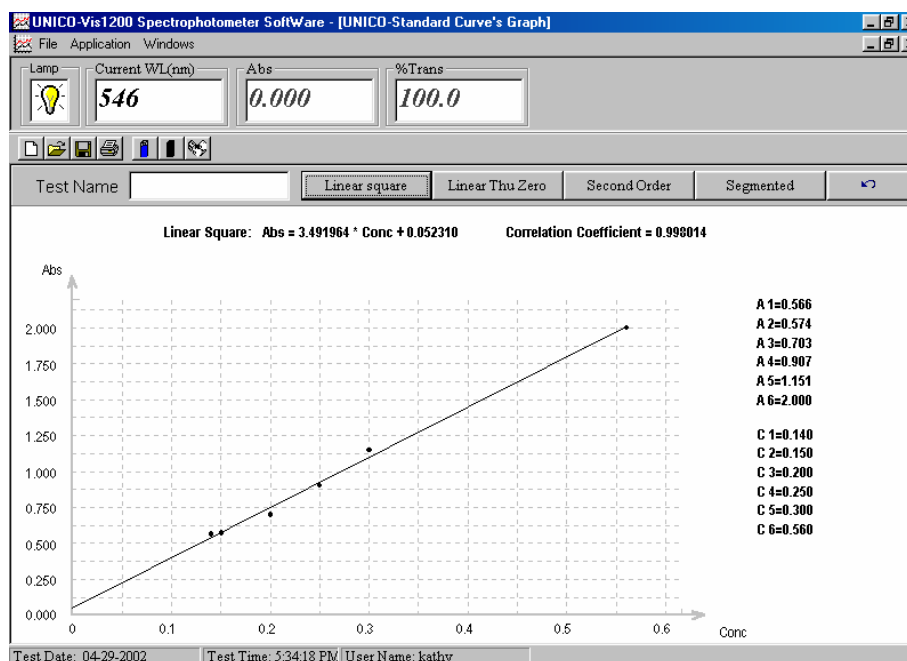 UNICO-Vis1200 Spectrophotometer SoftWare - [UNICO-Standard Curve's Graph]
File Application Windows
Lamp Current WL(nm) Abs %Trans
546 0.000 100.0
Test Name Linear square Linear Thu Zero Second Order Segmented
Linear Square: Abs = 3.491964 * Conc + 0.052310 Correlation Coefficient = 0.998014
Abs
2.000
1.750
1.500
1.250
1.000
0.750
0.500
0.250
0.000
0 0.1 0.2 0.3 0.4 0.5 0.6
Conc
A 1=0.566
A 2=0.574
A 3=0.703
A 4=0.907
A 5=1.151
A 6=2.000
C 1=0.140
C 2=0.150
C 3=0.200
C 4=0.250
C 5=0.300
C 6=0.560
Test Date: 04-29-2002 Test Time: 5:34:18 PM User Name: kathy